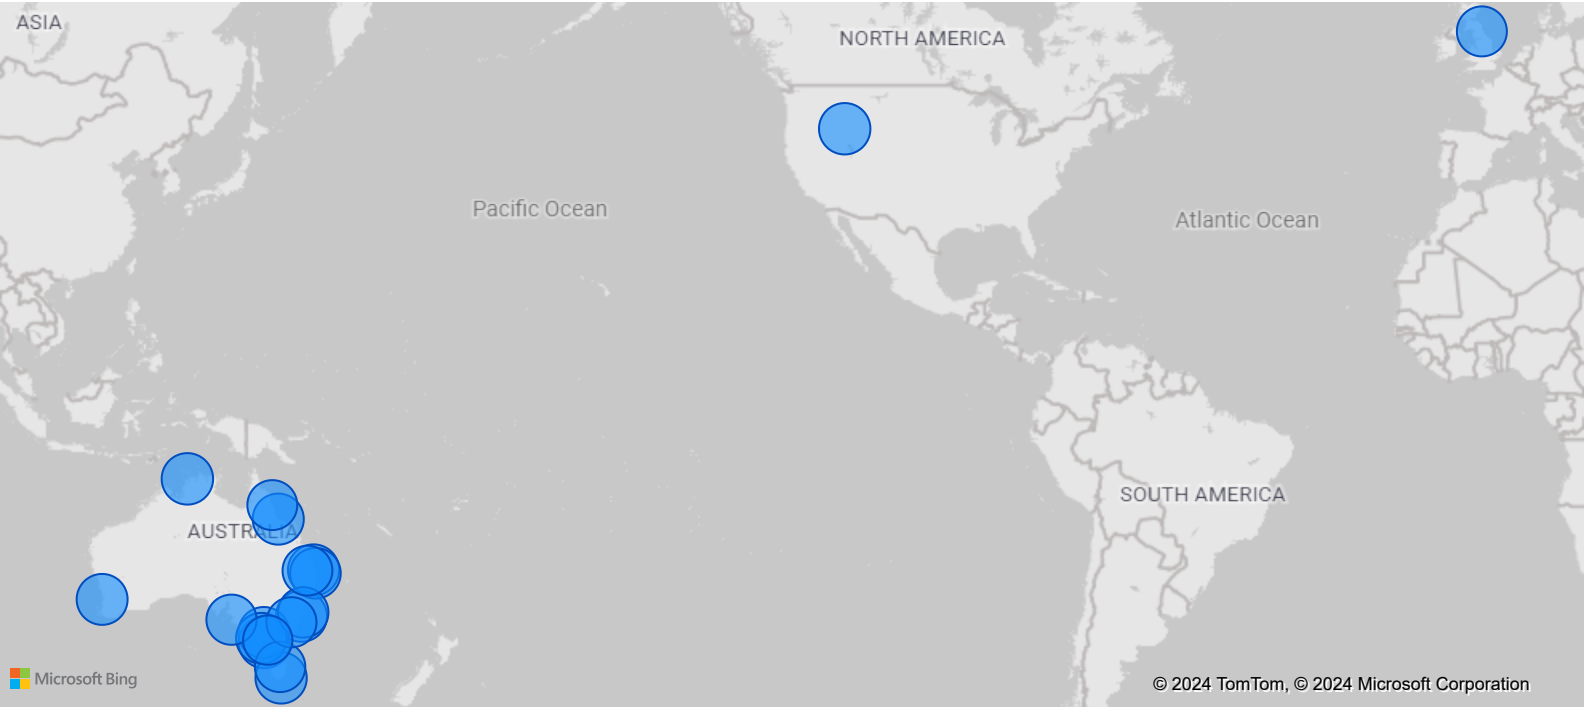 ASIA
NORTH AMERICA
Pacific Ocean
Atlantic Ocean
SOUTH AMERICA
AUSTRALIA
Microsoft Bing
© 2024 TomTom, © 2024 Microsoft Corporation